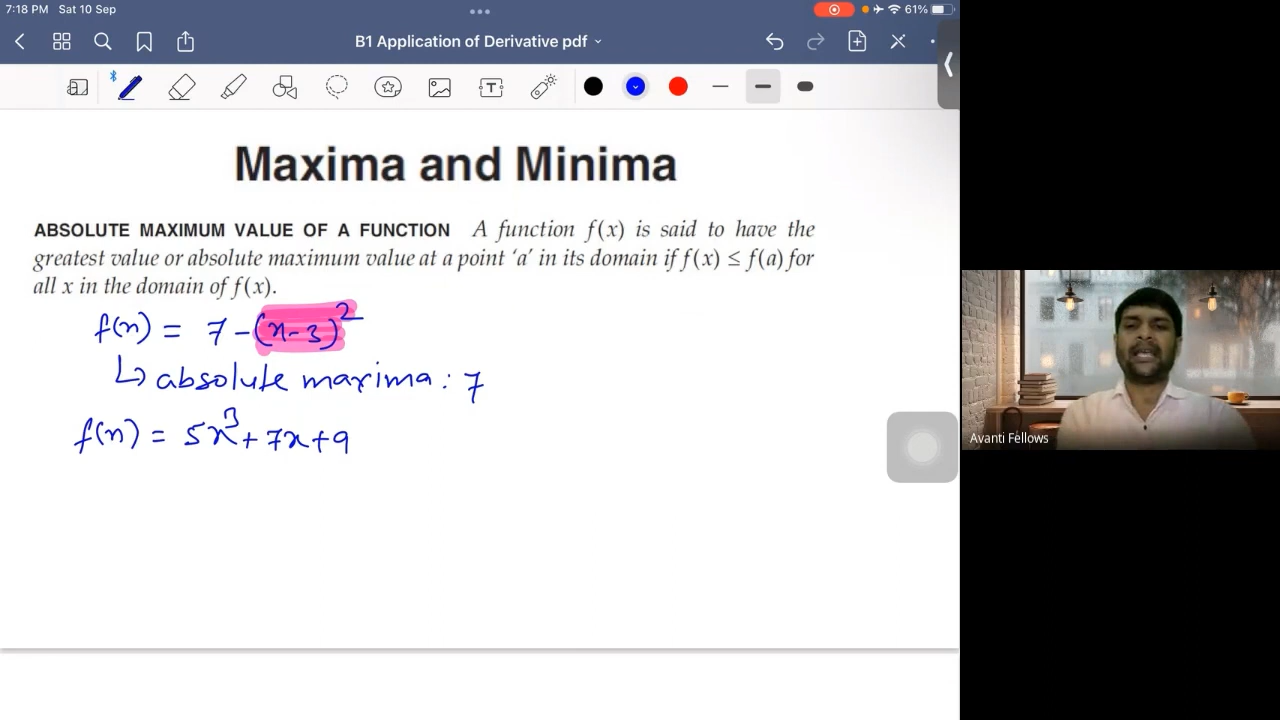 7:18 PM Sat 10 Sep
61%
B1 Application of Derivative pdf
T
Maxima and Minima
ABSOLUTE MAXIMUM VALUE OF A FUNCTION A function f(x) is said to have the
greatest value or absolute maximum value at a point ‘a’ in its domain if f(x) ≤ f(a) for
all x in the domain of f(x).
f(x) = 7 - (x-3)²
↳ absolute maxima : 7
f(x) = 5x³ + 7x + 9
Avanti Fellows